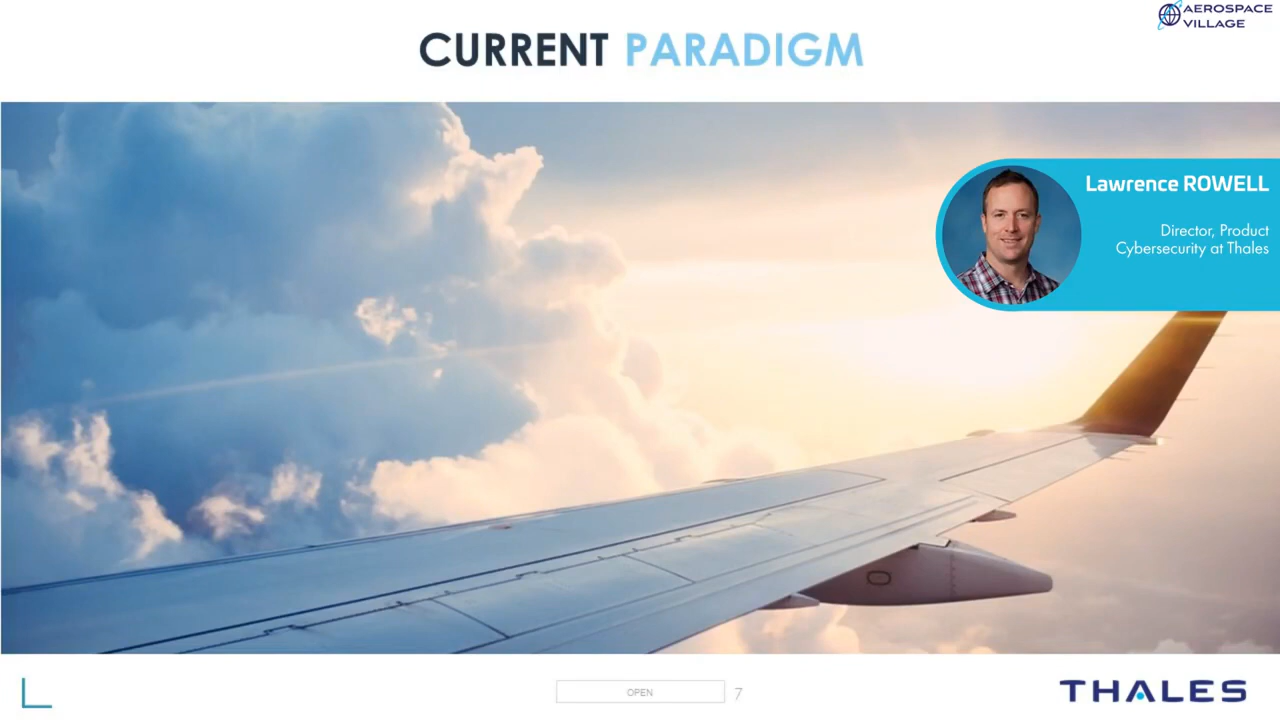 AEROSPACE
VILLAGE
CURRENT PARADIGM
Lawrence ROWELL
Director, Product
Cybersecurity at Thales
OPEN
7
THALES